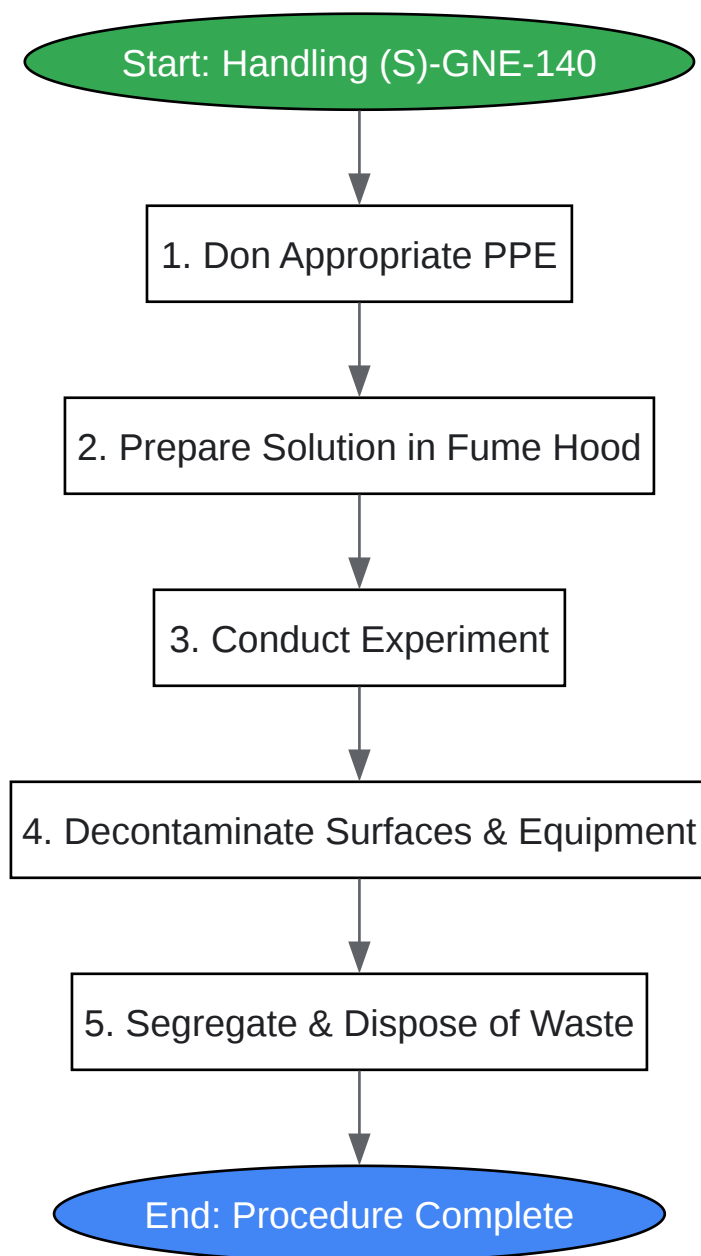 Start: Handling (S)-GNE-140
1. Don Appropriate PPE
2. Prepare Solution in Fume Hood
3. Conduct Experiment
4. Decontaminate Surfaces & Equipment
5. Segregate & Dispose of Waste
End: Procedure Complete